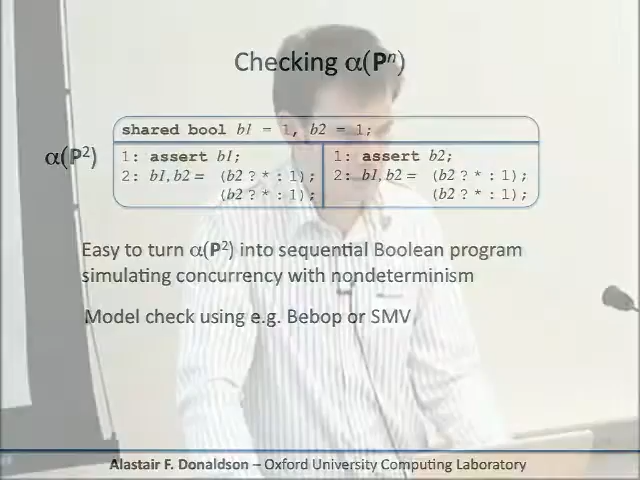 Checking α(Pⁿ)
shared bool b1 = 1, b2 = 1;
α(P²)
1: assert b1;
2: b1,b2 = (b2 ? * : 1);
(b2 ? * : 1);
1: assert b2;
2: b1,b2 = (b2 ? * : 1);
(b2 ? * : 1);
Easy to turn α(P²) into sequential Boolean program
simulating concurrency with nondeterminism
Model check using e.g. Bebop or SMV
Alastair F. Donaldson – Oxford University Computing Laboratory